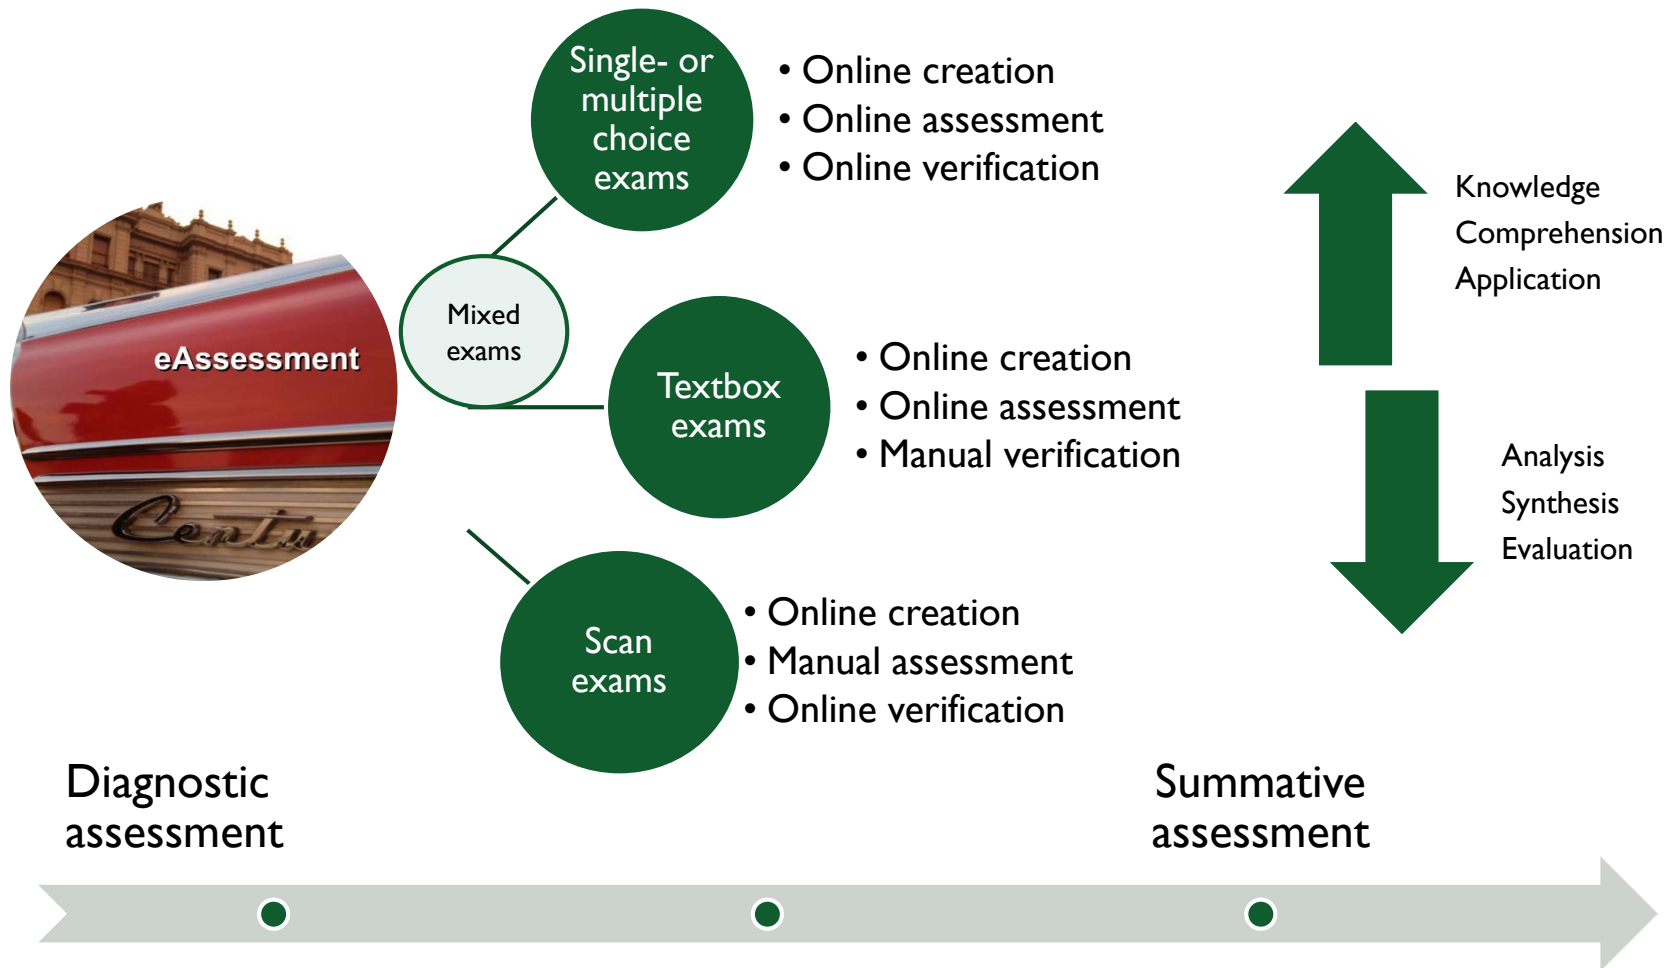 Single- or
multiple
choice
exams
• Online creation
• Online assessment
• Online verification
Knowledge
Comprehension
Application
eAssessment
Mixed
exams
Textbox
exams
• Online creation
• Online assessment
• Manual verification
Analysis
Synthesis
Evaluation
Centu
Scan
exams
• Online creation
• Manual assessment
• Online verification
Diagnostic
assessment
Summative
assessment